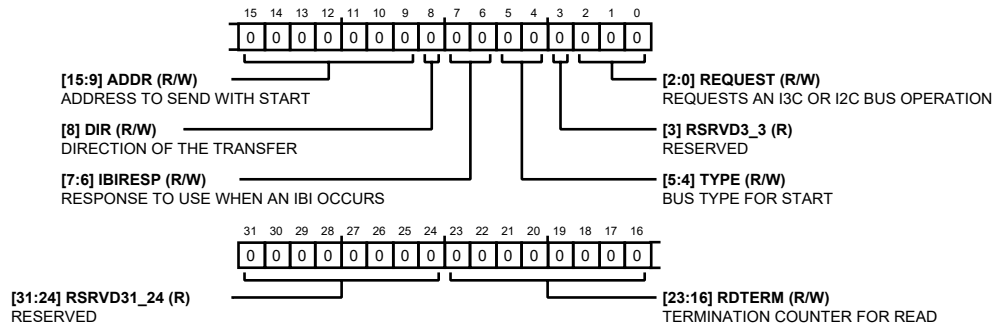 15 14 13 12 11 10 9 8 7 6 5 4 3 2 1 0
0 0 0 0 0 0 0 0 0 0 0 0 0 0 0 0
[15:9] ADDR (R/W)
ADDRESS TO SEND WITH START
[2:0] REQUEST (R/W)
REQUESTS AN I3C OR I2C BUS OPERATION
[8] DIR (R/W)
DIRECTION OF THE TRANSFER
[3] RSRVD3_3 (R)
RESERVED
[7:6] IBIRESP (R/W)
RESPONSE TO USE WHEN AN IBI OCCURS
[5:4] TYPE (R/W)
BUS TYPE FOR START
31 30 29 28 27 26 25 24 23 22 21 20 19 18 17 16
0 0 0 0 0 0 0 0 0 0 0 0 0 0 0 0
[31:24] RSRVD31_24 (R)
RESERVED
[23:16] RDTERM (R/W)
TERMINATION COUNTER FOR READ